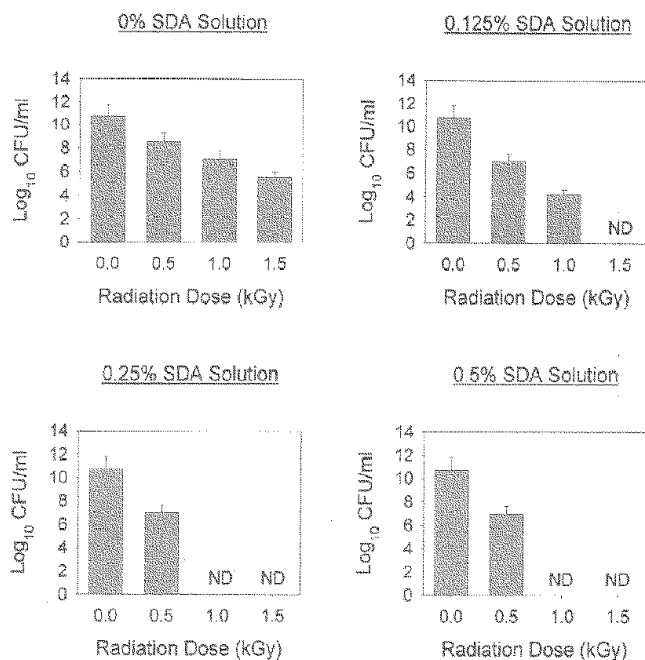 0% SDA Solution
Log10 CFU/ml
14
12
10
8
6
4
2
0
0.0 0.5 1.0 1.5
Radiation Dose (kGy)
0.125% SDA Solution
Log10 CFU/ml
14
12
10
8
6
4
2
0
ND
0.0 0.5 1.0 1.5
Radiation Dose (kGy)
0.25% SDA Solution
Log10 CFU/ml
14
12
10
8
6
4
2
0
ND ND
0.0 0.5 1.0 1.5
Radiation Dose (kGy)
0.5% SDA Solution
Log10 CFU/ml
14
12
10
8
6
4
2
0
ND ND
0.0 0.5 1.0 1.5
Radiation Dose (kGy)